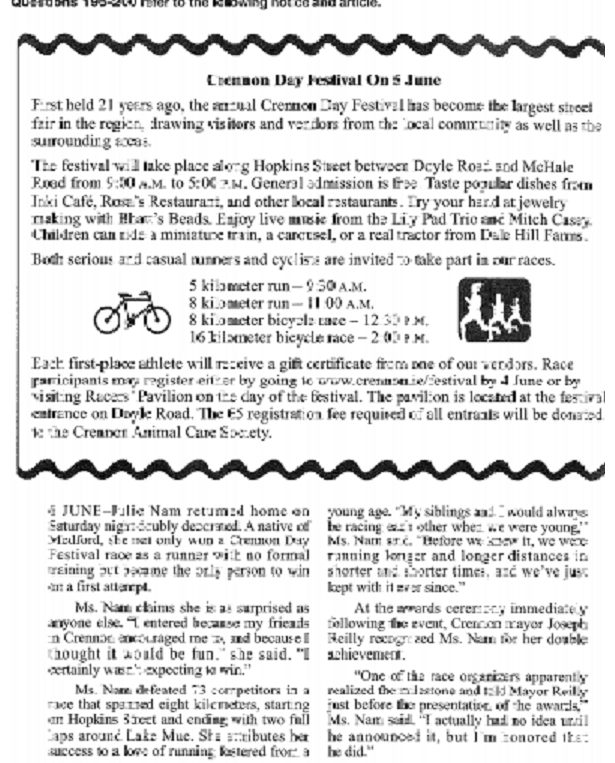 Questions 196-200 refer to the following notice and article.
Crennon Day Festival On 5 June
First held 21 years ago, the annual Crennon Day Festival has become the largest street
fair in the region, drawing visitors and vendors from the local community as well as the
surrounding areas.
The festival will take place along Hopkins Street between Doyle Road and McHale
Road from 9:00 A.M. to 5:00 P.M. General admission is free. Taste popular dishes from
Inki Café, Rosa's Restaurant, and other local restaurants. Try your hand at jewelry
making with Bhatt's Beads. Enjoy live music from the Lily Pad Trio and Mitch Casey.
Children can ride a miniature train, a carousel, or a real tractor from Dale Hill Farms.
Both serious and casual runners and cyclists are invited to take part in our races.
5 kilometer run – 9:30 A.M.
8 kilometer run – 11:00 A.M.
8 kilometer bicycle race – 12:30 P.M.
16 kilometer bicycle race – 2:00 P.M.
Each first-place athlete will receive a gift certificate from one of our vendors. Race
participants may register either by going to www.crennon.ie/festival by 4 June or by
visiting Racers' Pavilion on the day of the festival. The pavilion is located at the festival
entrance on Doyle Road. The €5 registration fee required of all entrants will be donated
to the Crennon Animal Care Society.
JUNE–Julie Nam returned home on
Saturday night doubly decorated. A native of
Medford, she not only won a Crennon Day
Festival race as a runner with no formal
training but became the only person to win
on a first attempt.
Ms. Nam claims she is as surprised as
anyone else. "I entered because my friends
in Crennon encouraged me to, and because I
thought it would be fun," she said. "I
certainly wasn't expecting to win."
Ms. Nam defeated 73 competitors in a
race that spanned eight kilometers, starting
on Hopkins Street and ending with two full
laps around Lake Muc. She attributes her
success to a love of running fostered from a
young age. "My siblings and I would always
be racing each other when we were young,"
Ms. Nam said. "Before we knew it, we were
running longer and longer distances in
shorter and shorter times, and we've just
kept with it ever since."
At the awards ceremony immediately
following the event, Crennon mayor Joseph
Reilly recognized Ms. Nam for her double
achievement.
"One of the race organizers apparently
realized the milestone and told Mayor Reilly
just before the presentation of the awards,"
Ms. Nam said. "I actually had no idea until
he announced it, but I'm honored that
he did."